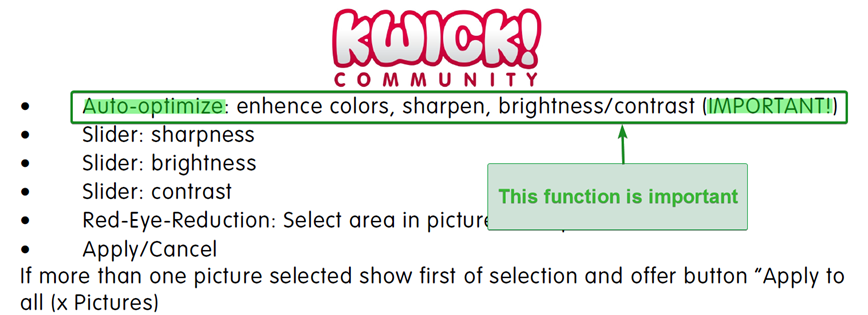 KWICK!
COMMUNITY
• Auto-optimize: enhence colors, sharpen, brightness/contrast (IMPORTANT!)
• Slider: sharpness
• Slider: brightness
• Slider: contrast
This function is important
• Red-Eye-Reduction: Select area in picture
• Apply/Cancel
If more than one picture selected show first of selection and offer button "Apply to
all (x Pictures)